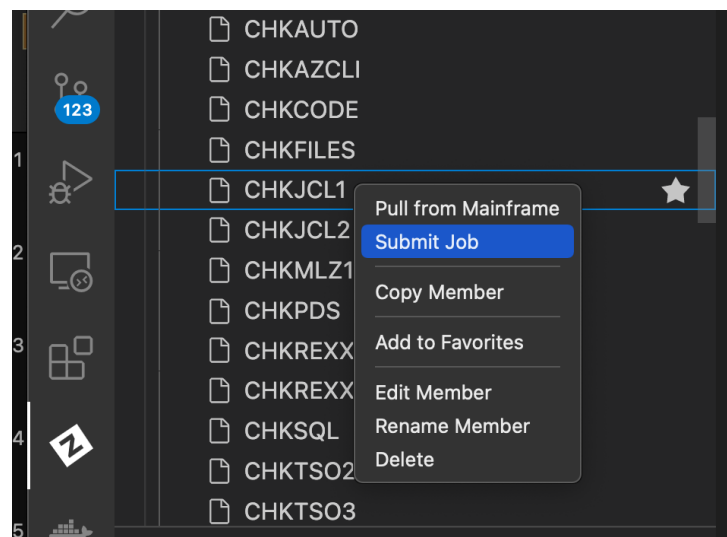 CHKAUTO
CHKAZCLI
123
CHKCODE
1
CHKFILES
CHKJCL1
Pull from Mainframe
CHKJCL2
Submit Job
2
CHKMLZ1
Copy Member
CHKPDS
3
CHKREXX
Add to Favorites
CHKREXX
Edit Member
4
Z
CHKSQL
Rename Member
CHKTSO2
Delete
CHKTSO3
5